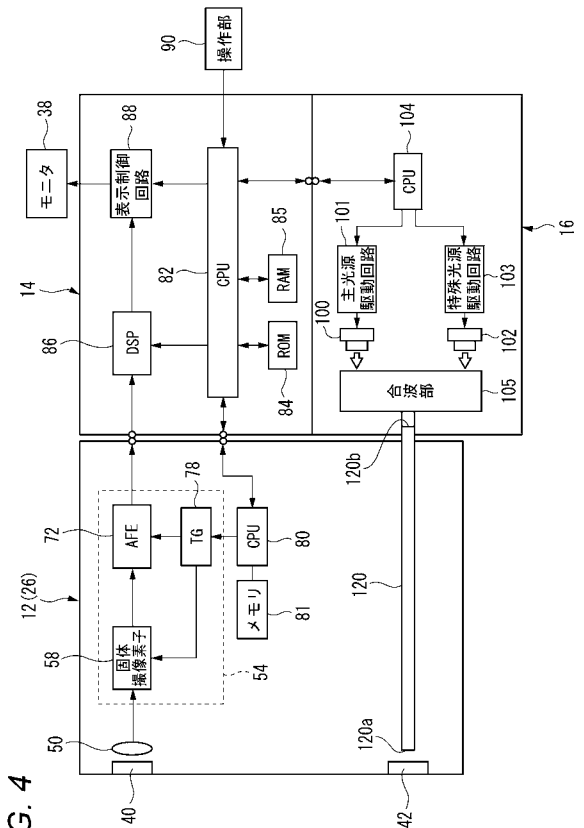 G. 4
12(26)
14
38
モニタ
72
AFE
86
DSP
88
表示制御
回路
58
固体
撮像素子
78
TG
82
CPU
90
操作部
50
54
80
CPU
81
メモリ
84
ROM
85
RAM
40
42
120a
120
120b
105
合波部
100
101
主光源
駆動回路
102
103
特殊光源
駆動回路
104
CPU
16